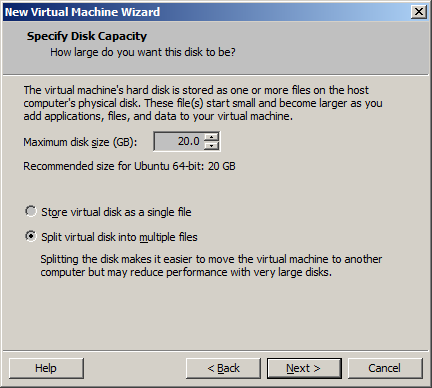 New Virtual Machine Wizard
Specify Disk Capacity
How large do you want this disk to be?
The virtual machine's hard disk is stored as one or more files on the host
computer's physical disk. These file(s) start small and become larger as you
add applications, files, and data to your virtual machine.
Maximum disk size (GB): 20.0
Recommended size for Ubuntu 64-bit: 20 GB
Store virtual disk as a single file
Split virtual disk into multiple files
Splitting the disk makes it easier to move the virtual machine to another
computer but may reduce performance with very large disks.
Help < Back Next > Cancel